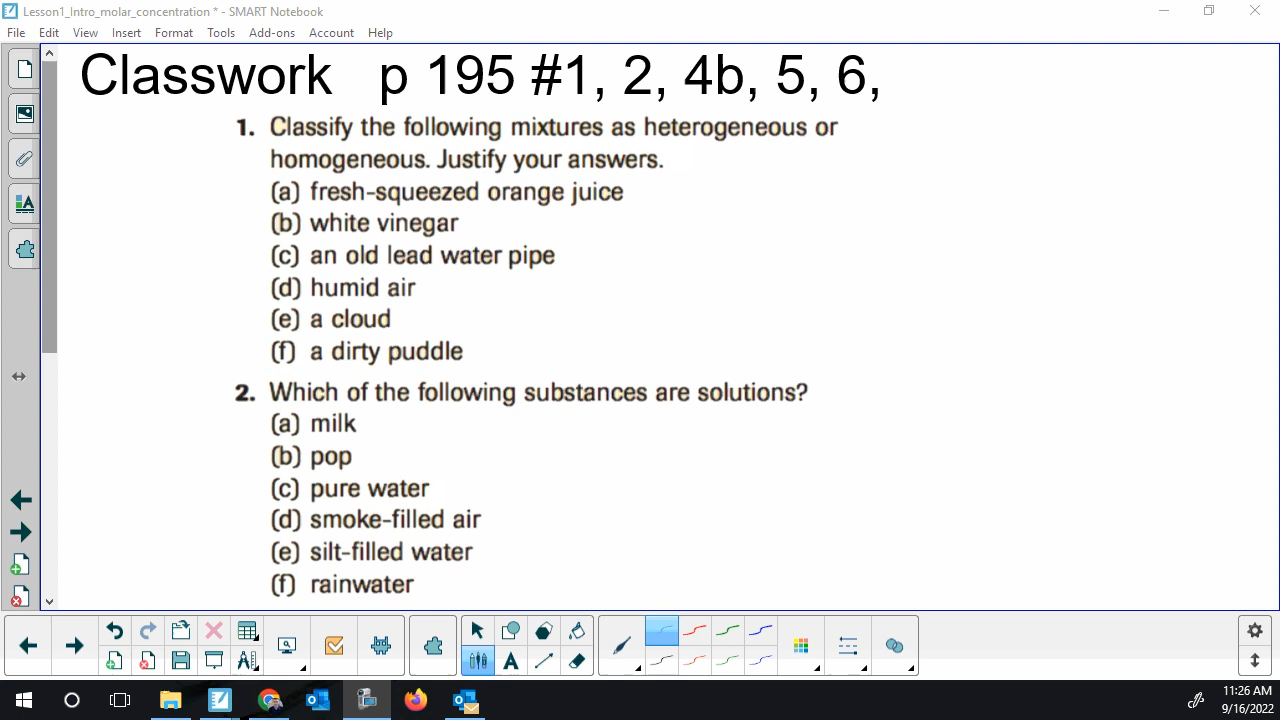 Lesson1_Intro_molar_concentration * - SMART Notebook
File Edit View Insert Format Tools Add-ons Account Help
Classwork p 195 #1, 2, 4b, 5, 6,
1. Classify the following mixtures as heterogeneous or
homogeneous. Justify your answers.
(a) fresh-squeezed orange juice
(b) white vinegar
(c) an old lead water pipe
(d) humid air
(e) a cloud
(f) a dirty puddle
2. Which of the following substances are solutions?
(a) milk
(b) pop
(c) pure water
(d) smoke-filled air
(e) silt-filled water
(f) rainwater
11:26 AM
9/16/2022